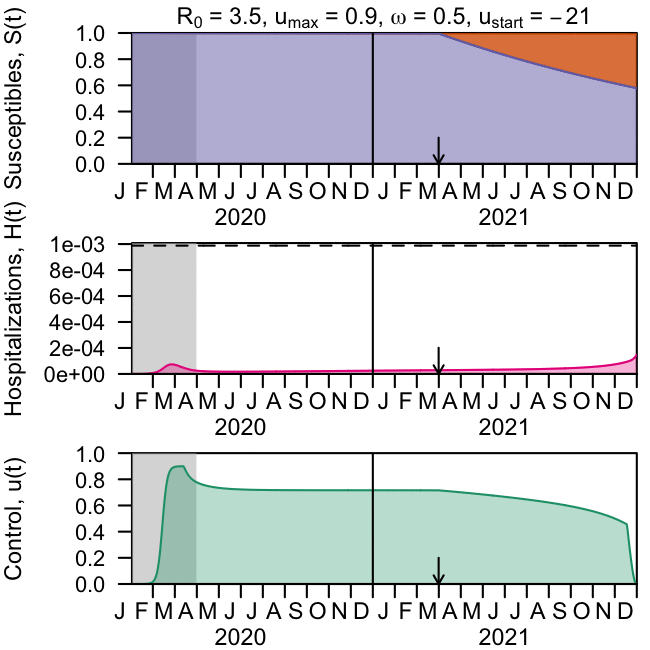 R₀ = 3.5, uₘₐₓ = 0.9, ω = 0.5, uₛₜₐᵣₜ = −21
Susceptibles, S(t)
1.0
0.8
0.6
0.4
0.2
0.0
J F M A M J J A S O N D J F M A M J J A S O N D
2020 2021
Hospitalizations, H(t)
1e-03
8e-04
6e-04
4e-04
2e-04
0e+00
J F M A M J J A S O N D J F M A M J J A S O N D
2020 2021
Control, u(t)
1.0
0.8
0.6
0.4
0.2
0.0
J F M A M J J A S O N D J F M A M J J A S O N D
2020 2021